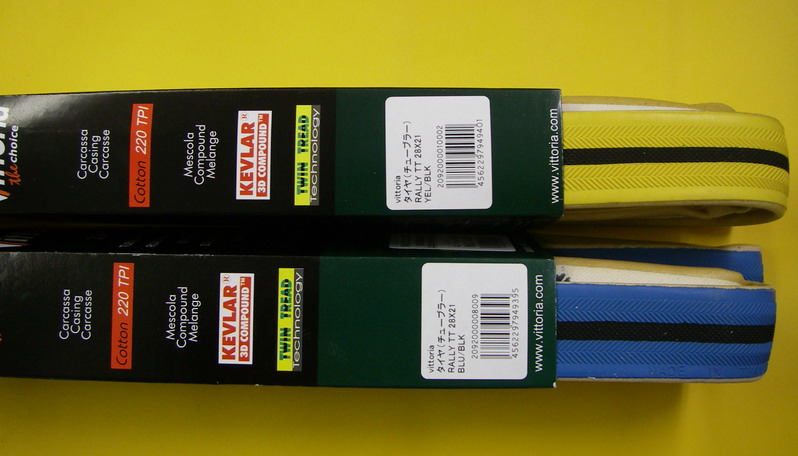 the choice
Carcassa
Casing
Carcasse
Cotton 220 TPI
Mescola
Compound
Melange
KEVLAR®
3D COMPOUND™
TWIN TREAD
Technology
vittoria
タイヤ(チューブラー)
RALLY TT 28X21
YEL/BLK
2092000010002
4562297949401
www.vittoria.com
Carcassa
Casing
Carcasse
Cotton 220 TPI
Mescola
Compound
Melange
KEVLAR®
3D COMPOUND™
TWIN TREAD
Technology
vittoria
タイヤ(チューブラー)
RALLY TT 28X21
BLU/BLK
2092000008009
4562297949395
www.vittoria.com
MADE